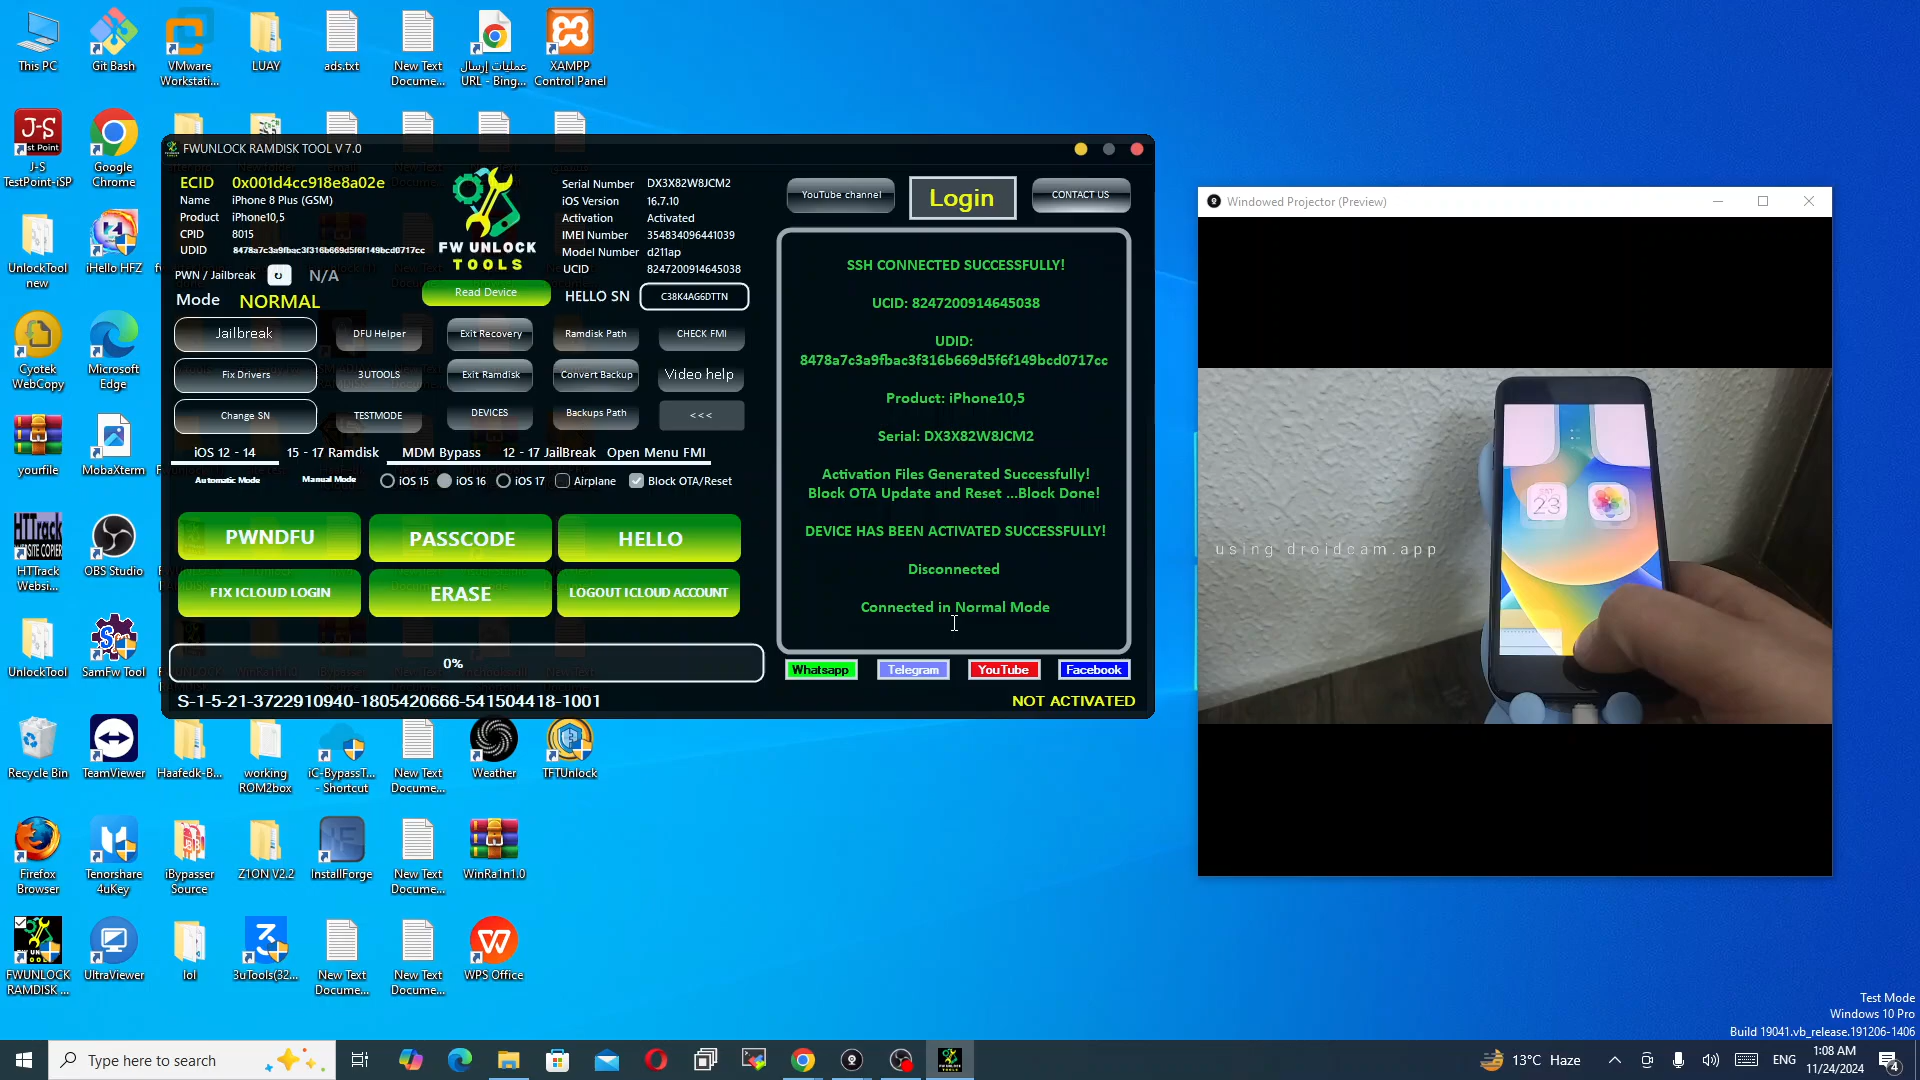 This PC
Git Bash
VMware
Workstati...
LUAY
ads.txt
New Text
Docume...
عمليات إرسال
URL - Bing...
XAMPP
Control Panel
J-S
TestPoint-iSP
Google
Chrome
UnlockTool
new
iHello HFZ
Cyotek
WebCopy
Microsoft
Edge
yourfile
MobaXterm
HTTrack
Websi...
OBS Studio
UnlockTool
SamFw Tool
Recycle Bin
TeamViewer
Haafedk-B...
working
ROM2box
iC-BypassT...
- Shortcut
New Text
Docume...
Weather
TFTUnlock
Firefox
Browser
Tenorshare
4uKey
iBypasser
Source
Z1ON V2.2
InstallForge
New Text
Docume...
WinRa1n1.0
FWUNLOCK
RAMDISK ...
UltraViewer
lol
3uTools(32...
New Text
Docume...
New Text
Docume...
WPS Office
FWUNLOCK RAMDISK TOOL V 7.0
ECID 0x001d4cc918e8a02e
Name iPhone 8 Plus (GSM)
Product iPhone10,5
CPID 8015
UDID 8478a7c3a9fbac3f316b669d5f6f149bcd0717cc
PWN / Jailbreak N/A
Mode NORMAL
FW UNLOCK
TOOLS
Read Device
Serial Number DX3X82W8JCM2
iOS Version 16.7.10
Activation Activated
IMEI Number 354834096441039
Model Number d211ap
UCID 8247200914645038
HELLO SN C38K4AG6DTTN
YouTube channel
Login
CONTACT US
Jailbreak
DFU Helper
Exit Recovery
Ramdisk Path
CHECK FMI
Fix Drivers
3UTOOLS
Exit Ramdisk
Convert Backup
Video help
Change SN
TESTMODE
DEVICES
Backups Path
<<<
iOS 12 - 14
15 - 17 Ramdisk
MDM Bypass
12 - 17 JailBreak
Open Menu FMI
Automatic Mode
Manual Mode
iOS 15
iOS 16
iOS 17
Airplane
Block OTA/Reset
PWNDFU
PASSCODE
HELLO
FIX ICLOUD LOGIN
ERASE
LOGOUT ICLOUD ACCOUNT
0%
S-1-5-21-3722910940-1805420666-541504418-1001
SSH CONNECTED SUCCESSFULLY!
UCID: 8247200914645038
UDID:
8478a7c3a9fbac3f316b669d5f6f149bcd0717cc
Product: iPhone10,5
Serial: DX3X82W8JCM2
Activation Files Generated Successfully!
Block OTA Update and Reset ...Block Done!
DEVICE HAS BEEN ACTIVATED SUCCESSFULLY!
Disconnected
Connected in Normal Mode
Whatsapp
Telegram
YouTube
Facebook
NOT ACTIVATED
Windowed Projector (Preview)
using droidcam.app
23
Test Mode
Windows 10 Pro
Build 19041.vb_release.191206-1406
Type here to search
13°C Haze
ENG
1:08 AM
11/24/2024
4